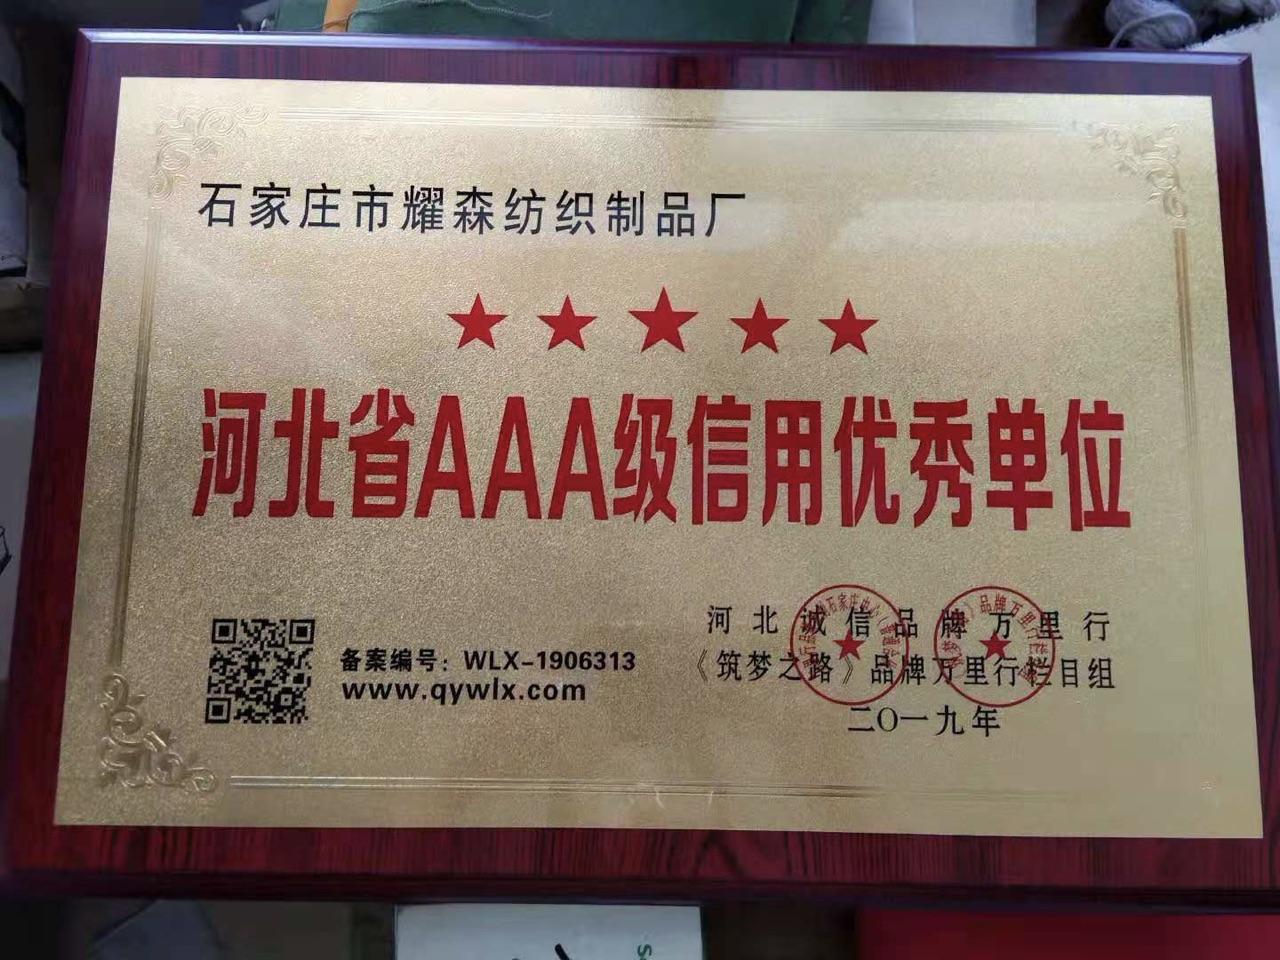 石家庄市耀森纺织制品厂
河北省AAA级信用优秀单位
备案编号：WLX-1906313
www.qywlx.com
河北诚信品牌万里行
《筑梦之路》品牌万里行栏目组
二〇一九年